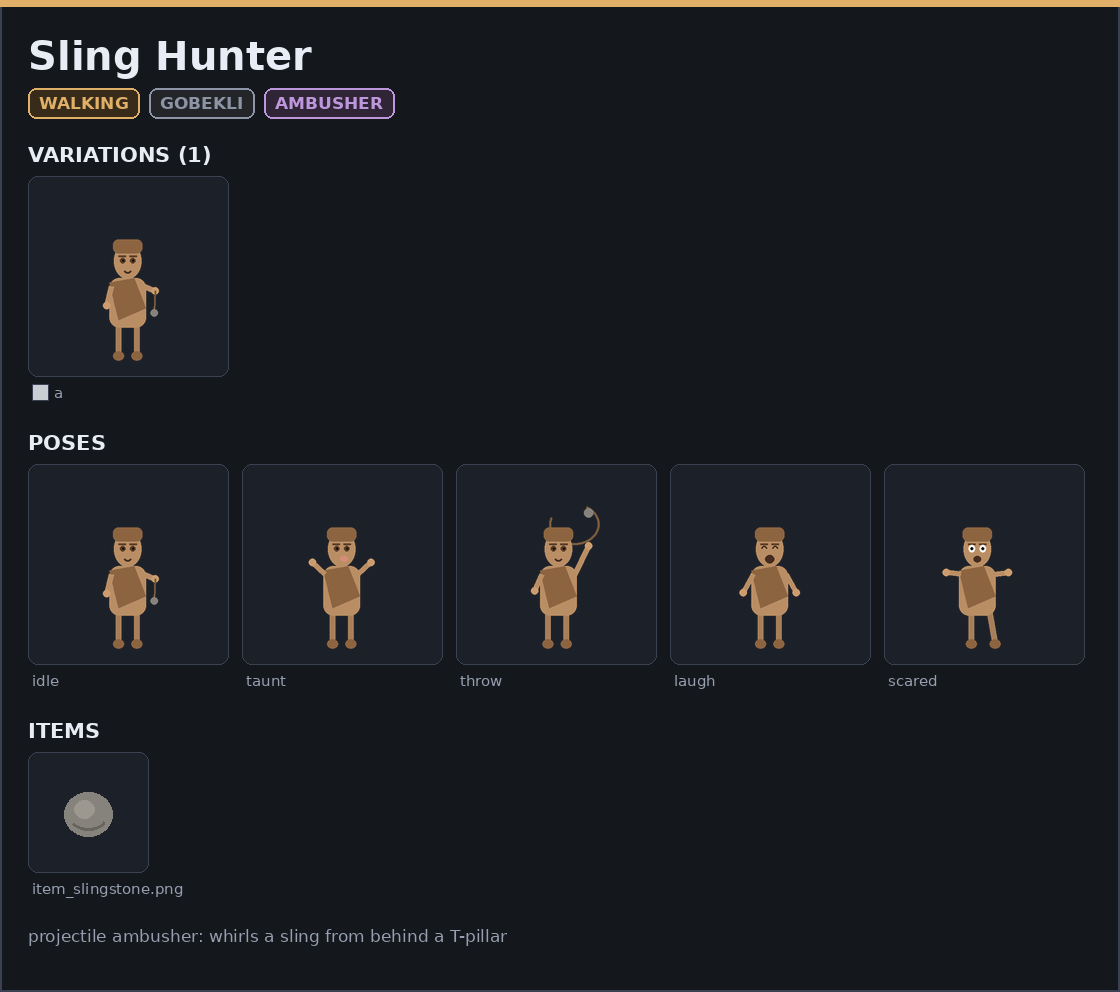 Sling Hunter
WALKING GOBEKLI AMBUSHER
VARIATIONS (1)
a
POSES
idle taunt throw laugh scared
ITEMS
item_slingstone.png
projectile ambusher: whirls a sling from behind a T-pillar